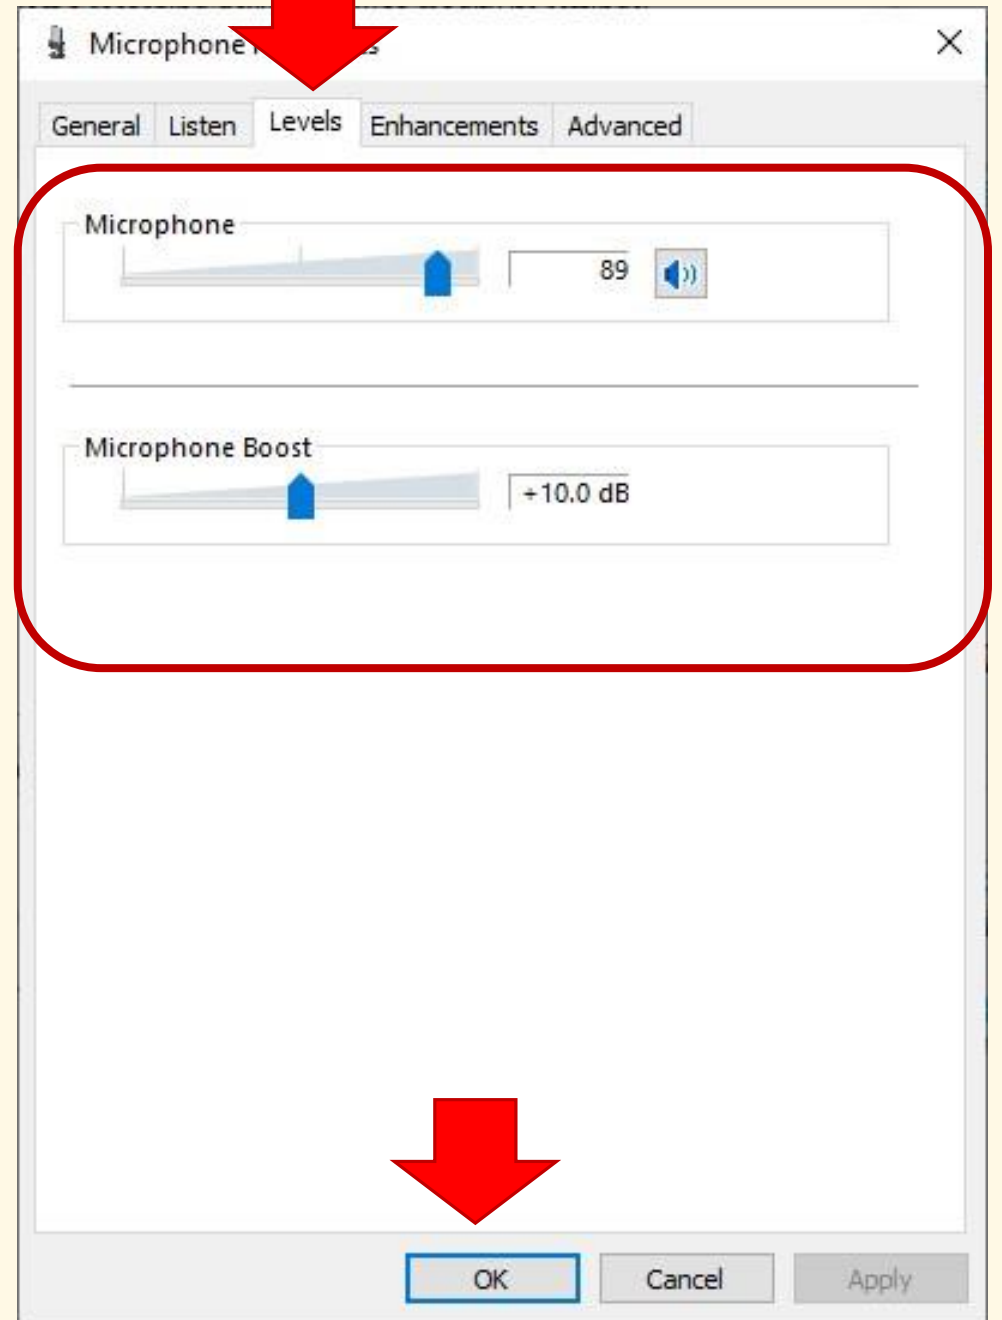 Microphone
General Listen Levels Enhancements Advanced
Microphone
89
Microphone Boost
+10.0 dB
OK Cancel Apply